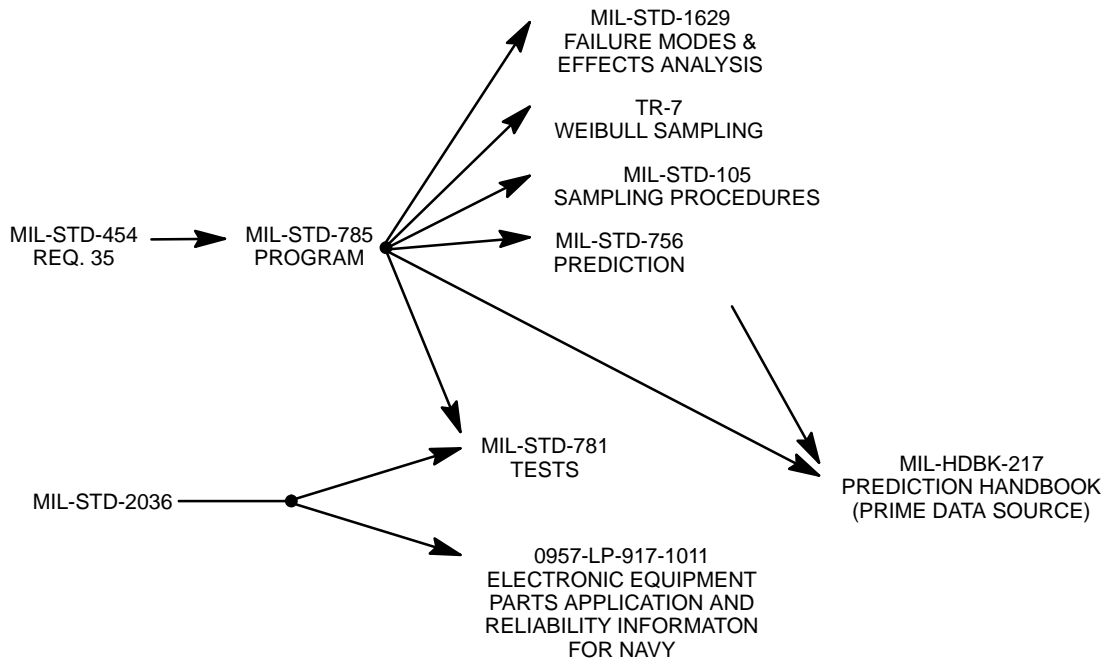 MIL-STD-1629
FAILURE MODES &
EFFECTS ANALYSIS
TR-7
WEIBULL SAMPLING
MIL-STD-105
SAMPLING PROCEDURES
MIL-STD-454
REQ. 35
MIL-STD-785
PROGRAM
MIL-STD-756
PREDICTION
MIL-STD-781
TESTS
MIL-HDBK-217
PREDICTION HANDBOOK
(PRIME DATA SOURCE)
MIL-STD-2036
0957-LP-917-1011
ELECTRONIC EQUIPMENT
PARTS APPLICATION AND
RELIABILITY INFORMATON
FOR NAVY